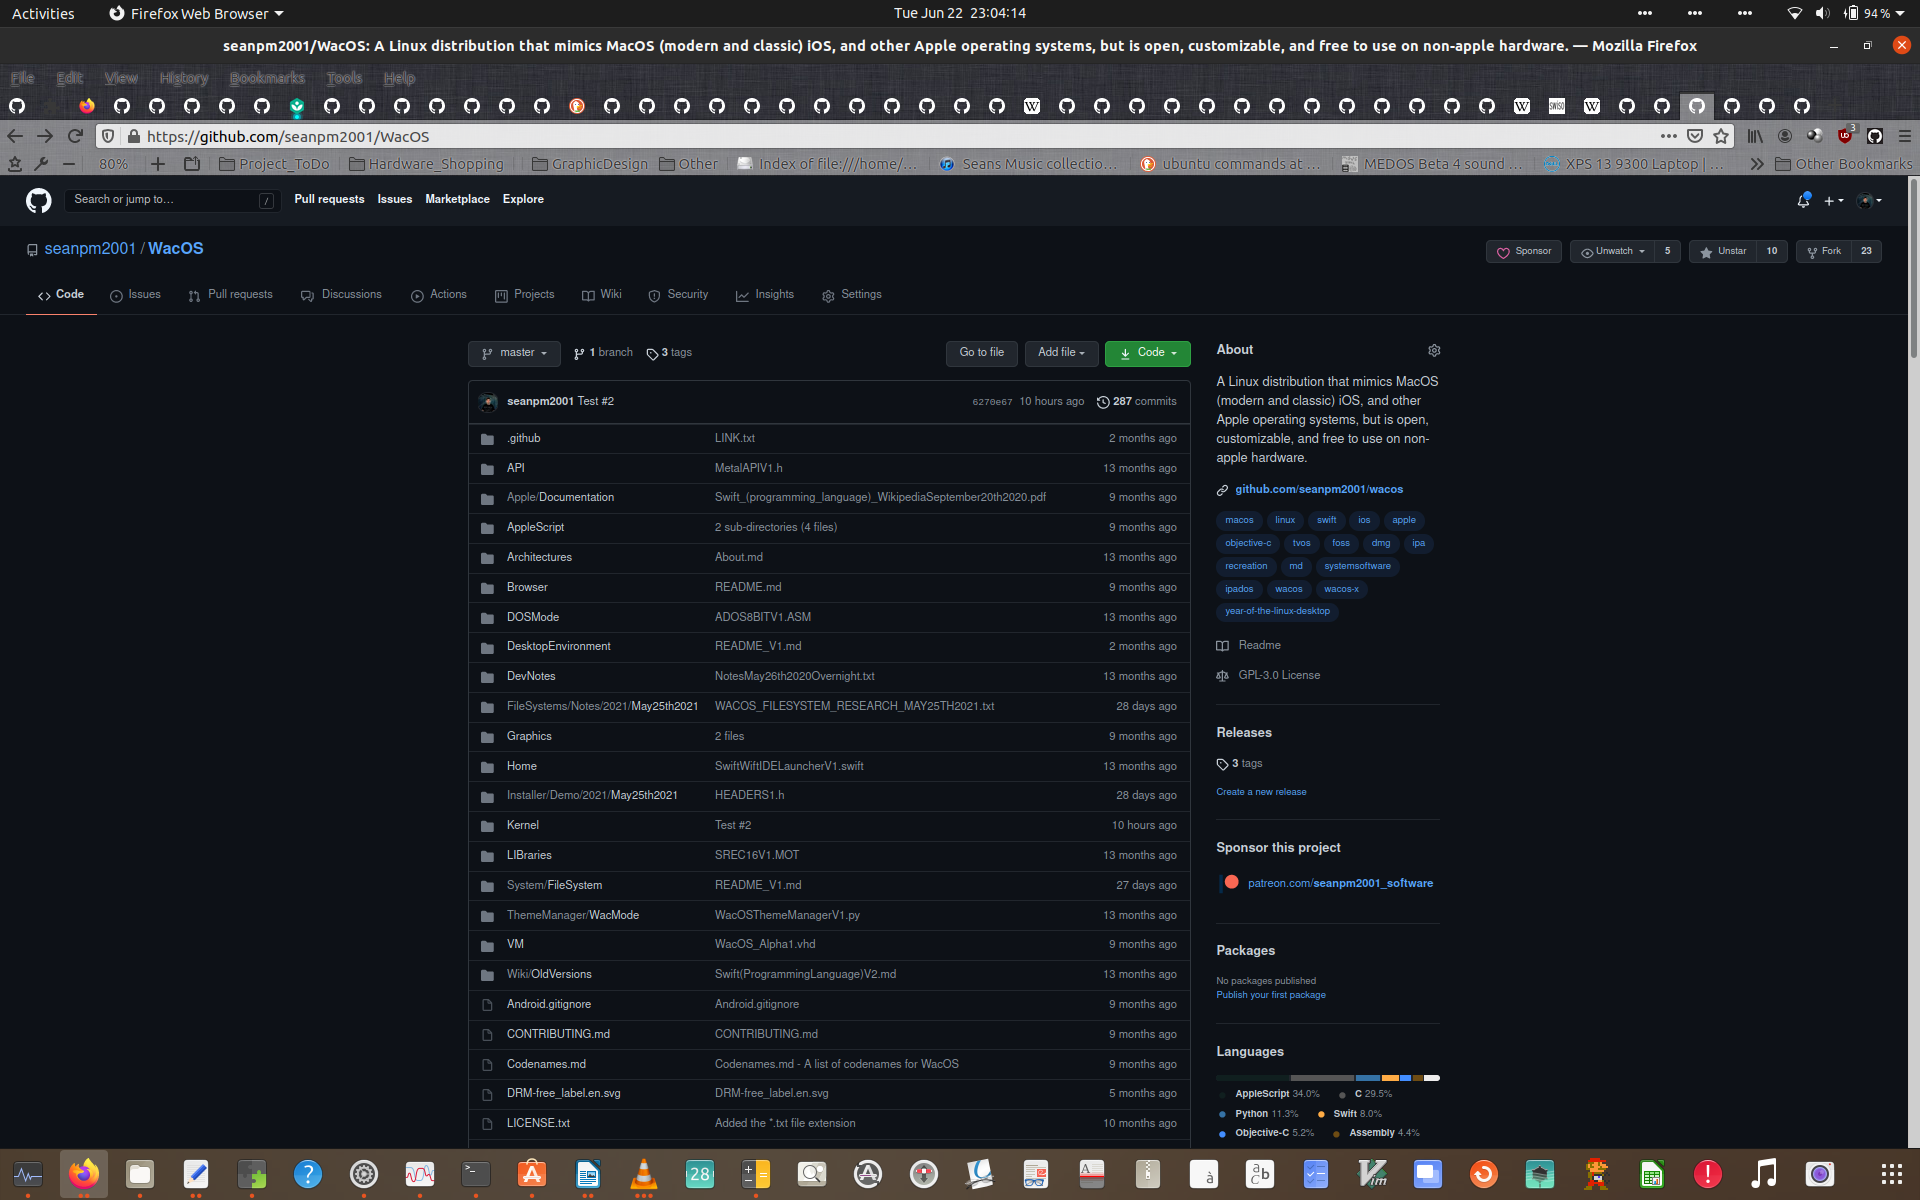 Activities
Firefox Web Browser
Tue Jun 22 23:04:14
94 %
seanpm2001/WacOS: A Linux distribution that mimics MacOS (modern and classic) iOS, and other Apple operating systems, but is open, customizable, and free to use on non-apple hardware. — Mozilla Firefox
File Edit View History Bookmarks Tools Help
https://github.com/seanpm2001/WacOS
3
80% Project_ToDo Hardware_Shopping GraphicDesign Other Index of file:///home/... Seans Music collectio... ubuntu commands at ... MEDOS Beta 4 sound ... XPS 13 9300 Laptop | ... Other Bookmarks
Search or jump to... / Pull requests Issues Marketplace Explore
seanpm2001 / WacOS
Sponsor Unwatch 5 Unstar 10 Fork 23
Code Issues Pull requests Discussions Actions Projects Wiki Security Insights Settings
master 1 branch 3 tags Go to file Add file Code
seanpm2001 Test #2 6270e67 10 hours ago 287 commits
.github LINK.txt 2 months ago
API MetalAPIV1.h 13 months ago
Apple/Documentation Swift_(programming_language)_WikipediaSeptember20th2020.pdf 9 months ago
AppleScript 2 sub-directories (4 files) 9 months ago
Architectures About.md 13 months ago
Browser README.md 9 months ago
DOSMode ADOS8BITV1.ASM 13 months ago
DesktopEnvironment README_V1.md 2 months ago
DevNotes NotesMay26th2020Overnight.txt 13 months ago
FileSystems/Notes/2021/May25th2021 WACOS_FILESYSTEM_RESEARCH_MAY25TH2021.txt 28 days ago
Graphics 2 files 9 months ago
Home SwiftWiftIDELauncherV1.swift 13 months ago
Installer/Demo/2021/May25th2021 HEADERS1.h 28 days ago
Kernel Test #2 10 hours ago
LIBraries SREC16V1.MOT 13 months ago
System/FileSystem README_V1.md 27 days ago
ThemeManager/WacMode WacOSThemeManagerV1.py 13 months ago
VM WacOS_Alpha1.vhd 9 months ago
Wiki/OldVersions Swift(ProgrammingLanguage)V2.md 13 months ago
Android.gitignore Android.gitignore 9 months ago
CONTRIBUTING.md CONTRIBUTING.md 9 months ago
Codenames.md Codenames.md - A list of codenames for WacOS 9 months ago
DRM-free_label.en.svg DRM-free_label.en.svg 5 months ago
LICENSE.txt Added the *.txt file extension 10 months ago
About
A Linux distribution that mimics MacOS
(modern and classic) iOS, and other
Apple operating systems, but is open,
customizable, and free to use on non-
apple hardware.
github.com/seanpm2001/wacos
macos linux swift ios apple
objective-c tvos foss dmg ipa
recreation md systemsoftware
ipados wacos wacos-x
year-of-the-linux-desktop
Readme
GPL-3.0 License
Releases
3 tags
Create a new release
Sponsor this project
patreon.com/seanpm2001_software
Packages
No packages published
Publish your first package
Languages
AppleScript 34.0% C 29.5%
Python 11.3% Swift 8.0%
Objective-C 5.2% Assembly 4.4%
28